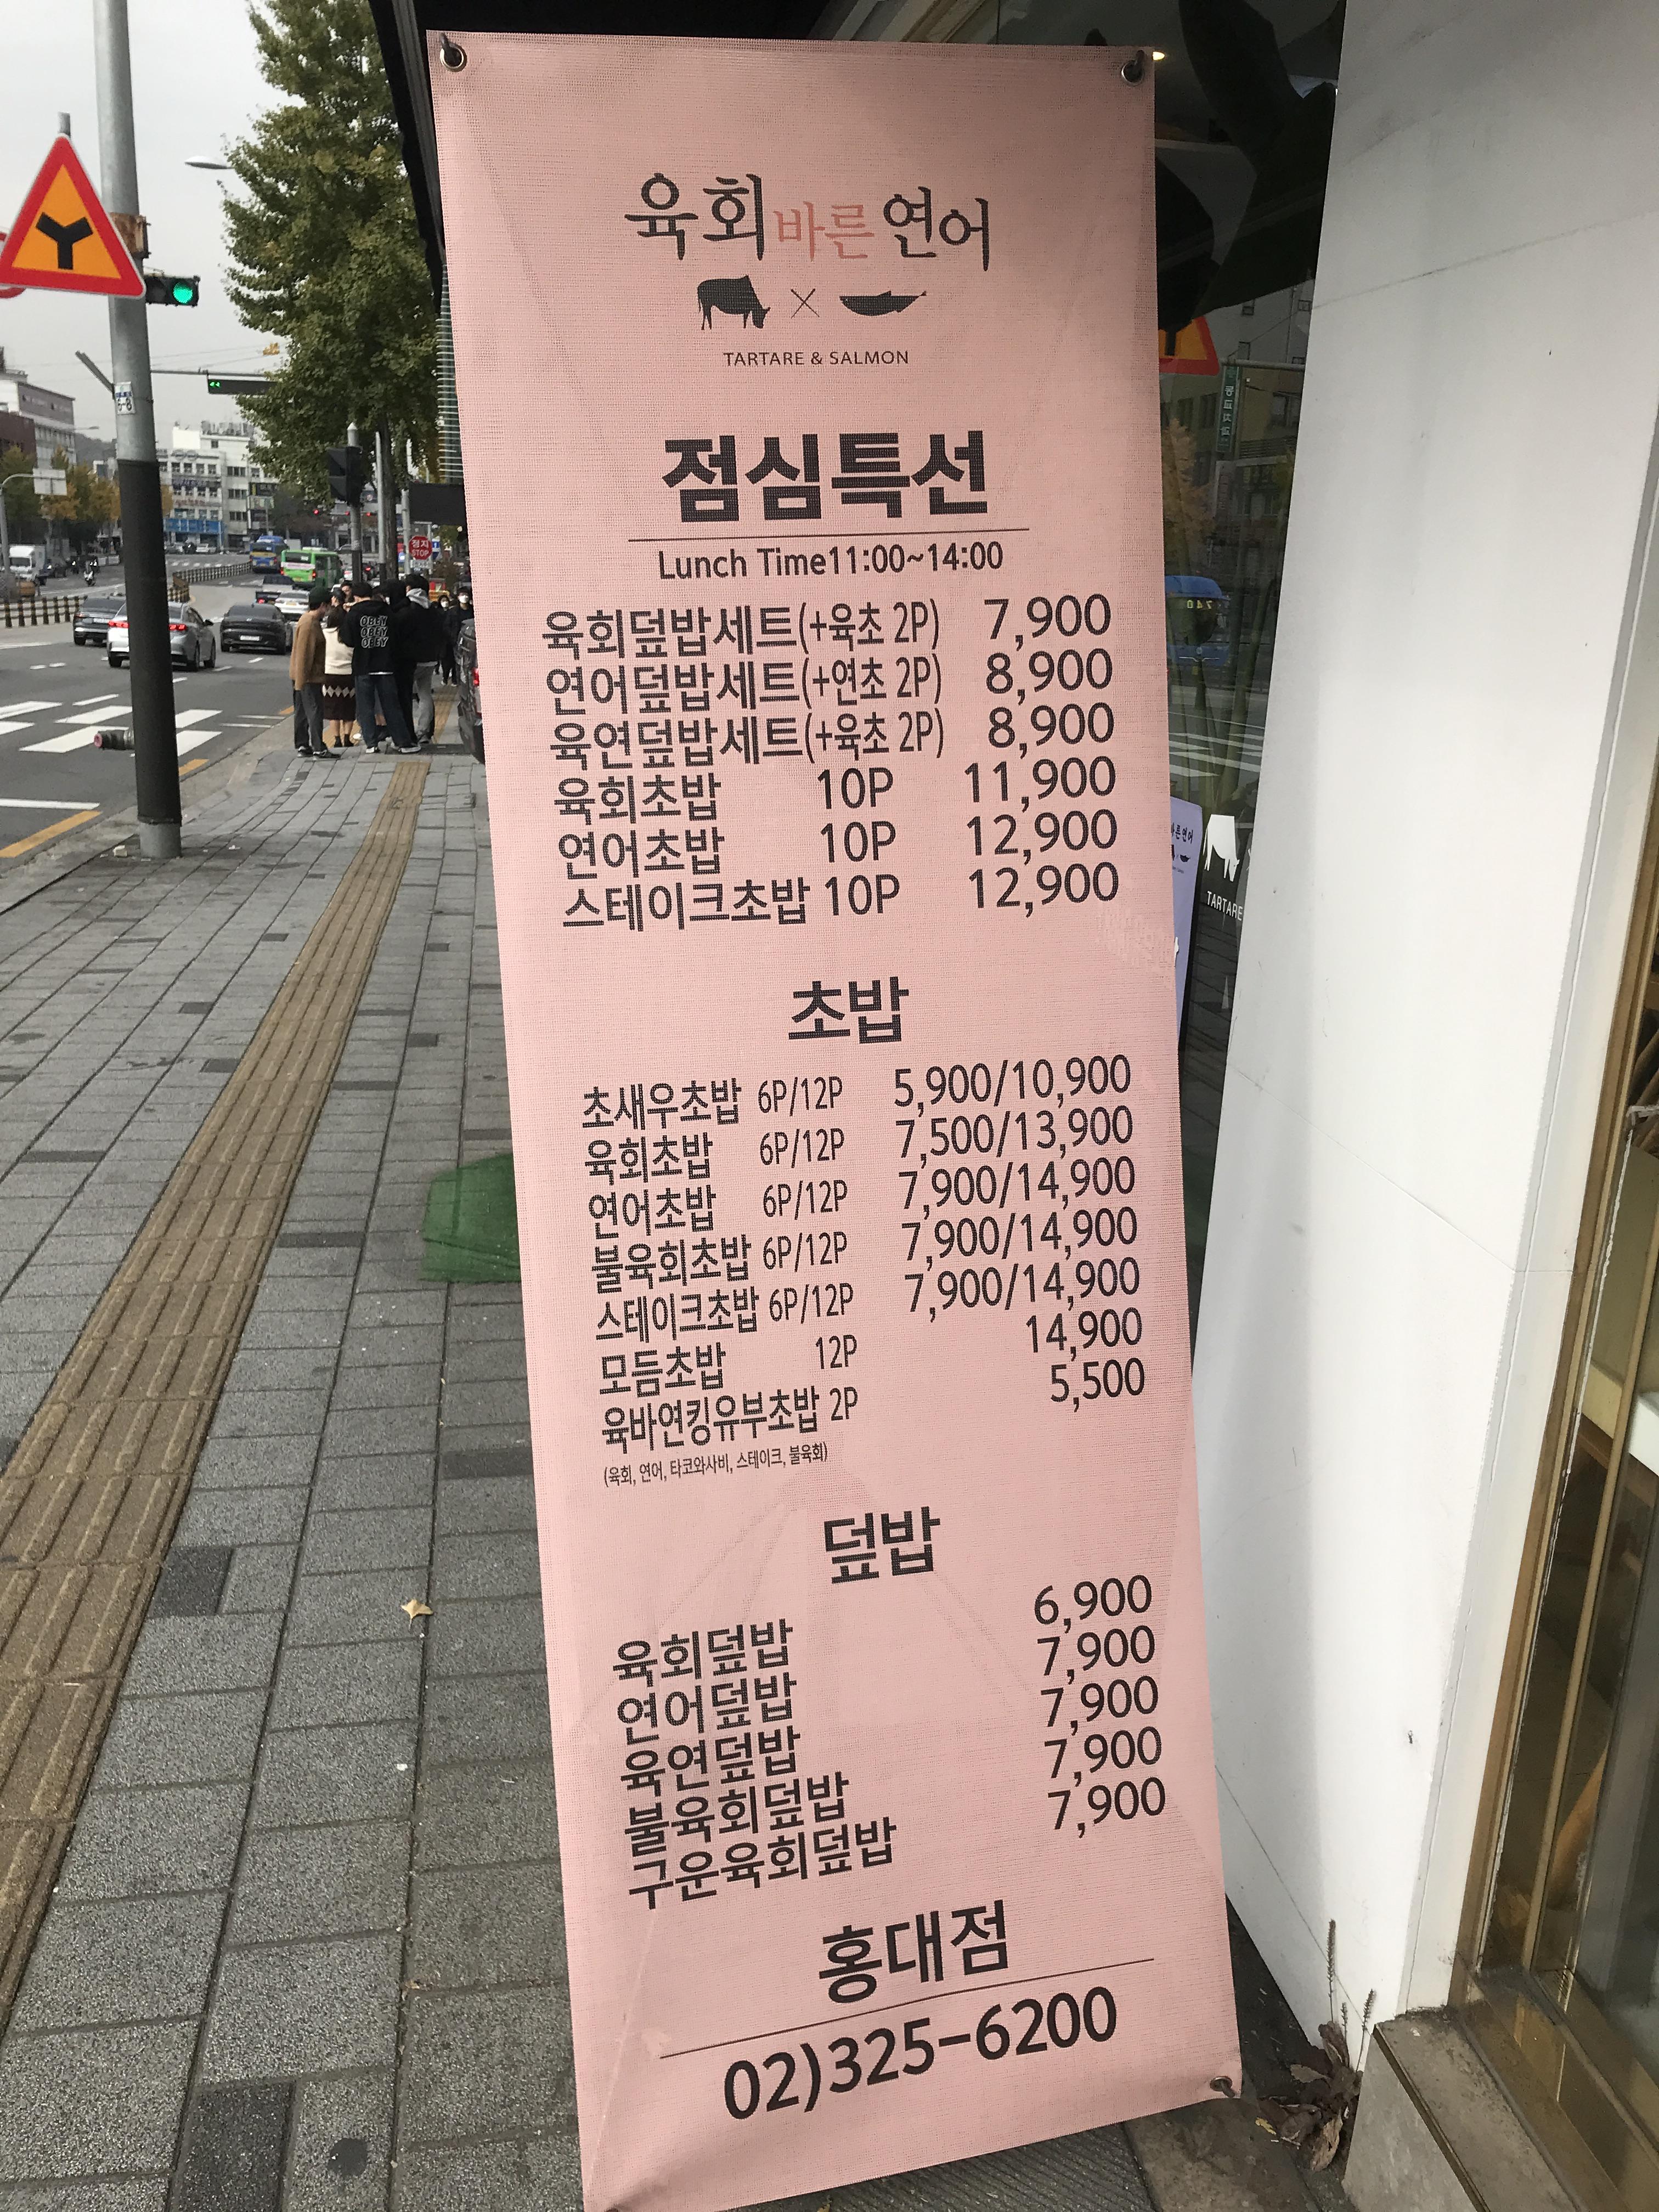 육회바른연어
TARTARE & SALMON
점심특선
Lunch Time11:00~14:00
육회덮밥세트(+육초 2P) 7,900
연어덮밥세트(+연초 2P) 8,900
육연덮밥세트(+육초 2P) 8,900
육회초밥 10P 11,900
연어초밥 10P 12,900
스테이크초밥 10P 12,900
초밥
초새우초밥 6P/12P 5,900/10,900
육회초밥 6P/12P 7,500/13,900
연어초밥 6P/12P 7,900/14,900
불육회초밥 6P/12P 7,900/14,900
스테이크초밥 6P/12P 7,900/14,900
모듬초밥 12P 14,900
육바연킹유부초밥 2P 5,500
(육회, 연어, 타코와사비, 스테이크, 불육회)
덮밥
육회덮밥 6,900
연어덮밥 7,900
육연덮밥 7,900
불육회덮밥 7,900
구운육회덮밥 7,900
홍대점
02)325-6200
정지
STOP
OBEY
OBEY
OBEY
TARTARE